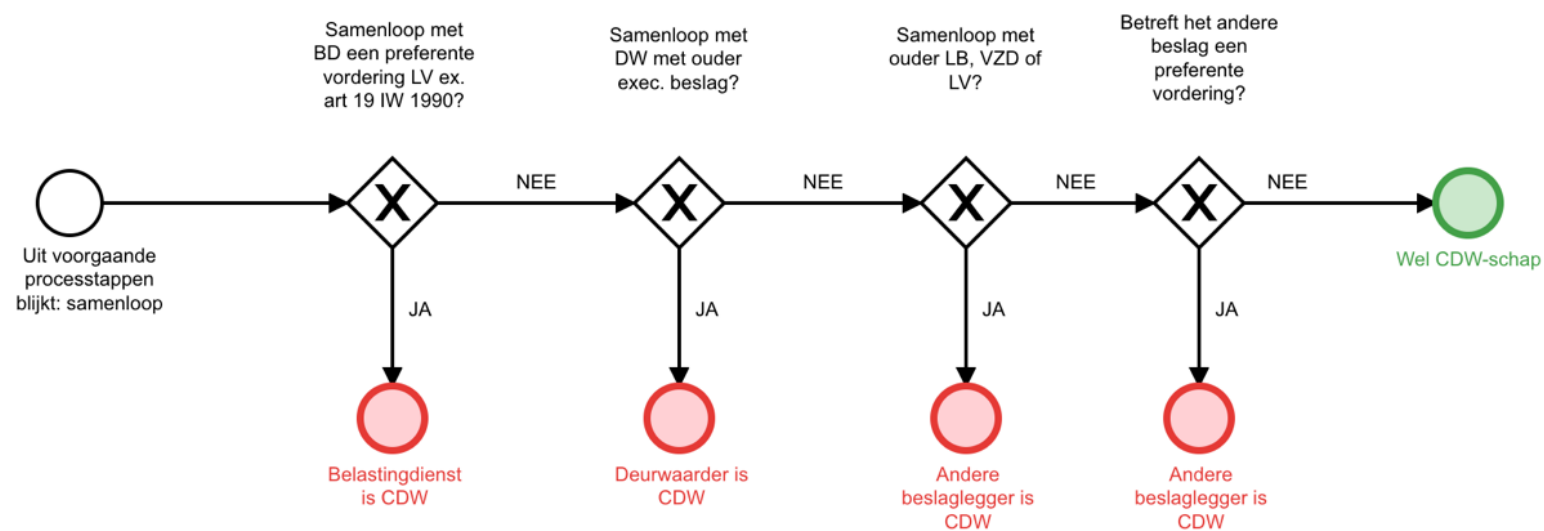 Samenloop met
BD een preferente
vordering LV ex.
art 19 IW 1990?
Samenloop met
DW met ouder
exec. beslag?
Samenloop met
ouder LB, VZD of
LV?
Betreft het andere
beslag een
preferente
vordering?
X
NEE
X
NEE
X
NEE
X
NEE
Uit voorgaande
processtappen
blijkt: samenloop
Wel CDW-schap
JA
JA
JA
JA
Belastingdienst
is CDW
Deurwaarder is
CDW
Andere
beslaglegger is
CDW
Andere
beslaglegger is
CDW